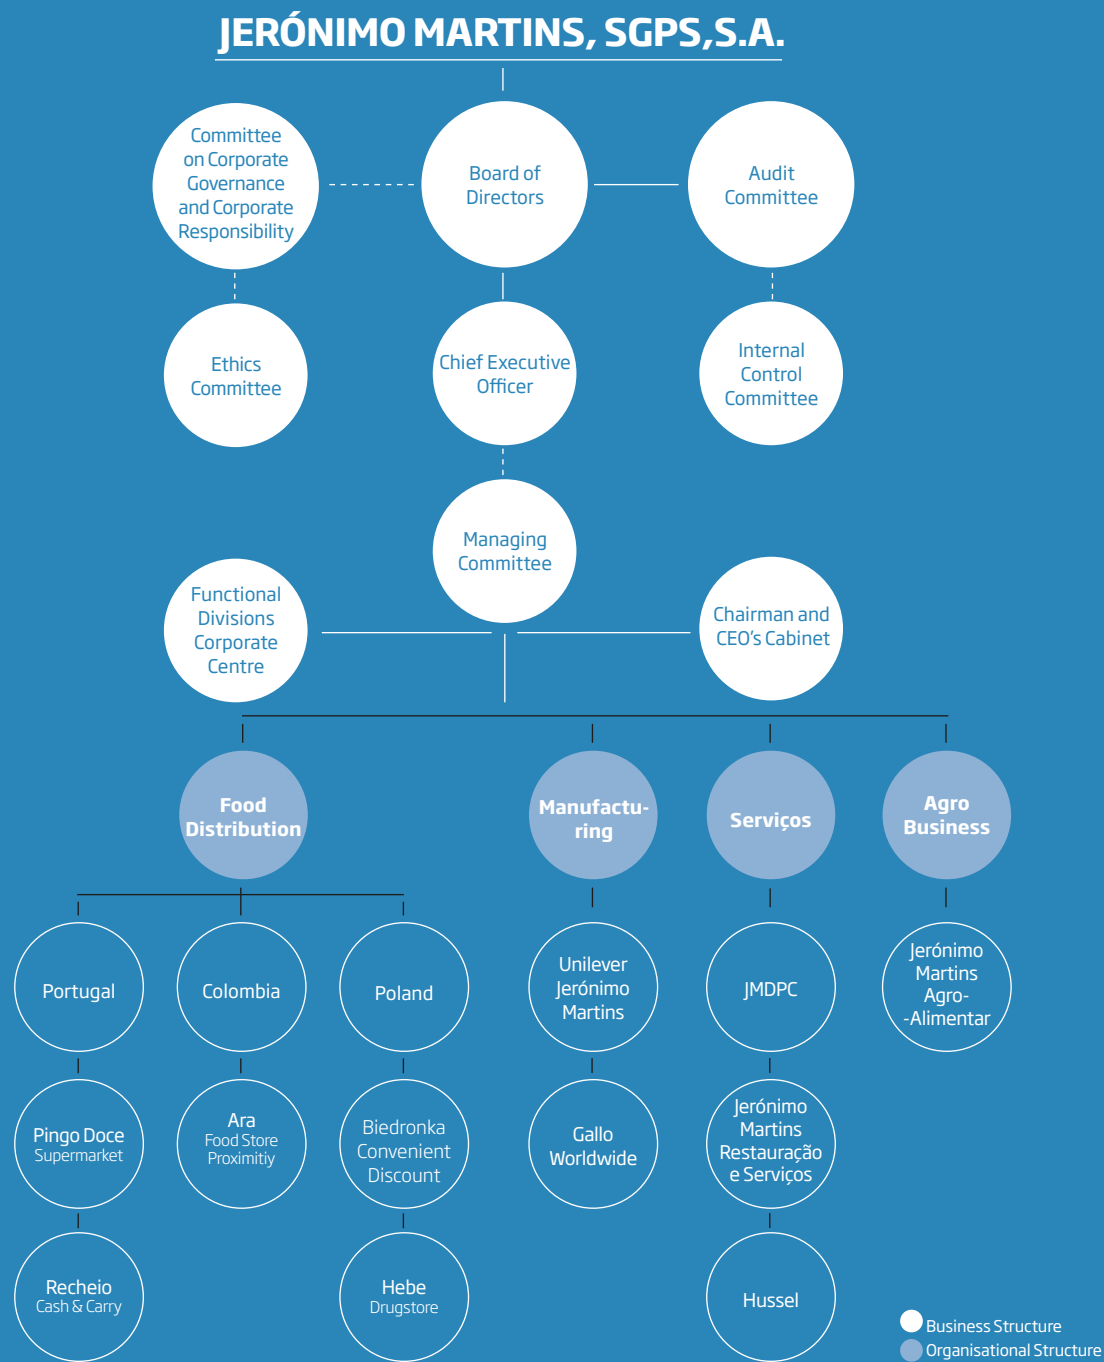 JERÓNIMO MARTINS, SGPS,S.A.
Committee
on Corporate
Governance
and Corporate
Responsibility
Board of
Directors
Audit
Committee
Ethics
Committee
Chief Executive
Officer
Internal
Control
Committee
Managing
Committee
Functional
Divisions
Corporate
Centre
Chairman and
CEO's Cabinet
Food
Distribution
Manufactu-
ring
Serviços
Agro
Business
Portugal
Colombia
Poland
Unilever
Jerónimo
Martins
JMDPC
Jerónimo
Martins
Agro-
-Alimentar
Pingo Doce
Supermarket
Ara
Food Store
Proximitiy
Biedronka
Convenient
Discount
Gallo
Worldwide
Jerónimo
Martins
Restauração
e Serviços
Recheio
Cash & Carry
Hebe
Drugstore
Hussel
Business Structure
Organisational Structure